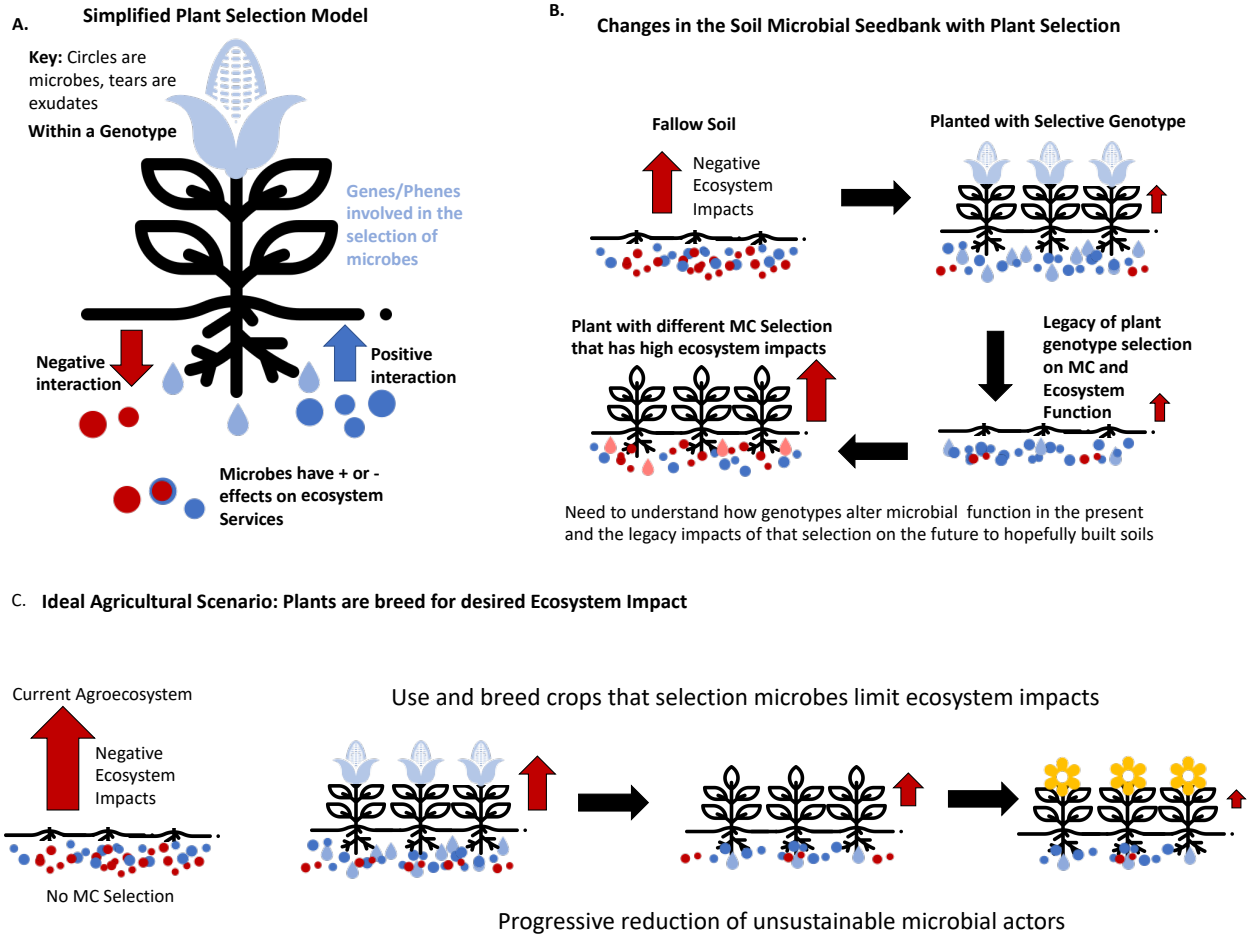 Simplified Plant Selection Model
A.
Key: Circles are
microbes, tears are
exudates
Within a Genotype
Genes/Phenes
involved in the
selection of
microbes
Negative
interaction
Positive
interaction
Microbes have + or -
effects on ecosystem
Services
B.
Changes in the Soil Microbial Seedbank with Plant Selection
Fallow Soil
Negative
Ecosystem
Impacts
Planted with Selective Genotype
Legacy of plant
genotype selection
on MC and
Ecosystem
Function
Plant with different MC Selection
that has high ecosystem impacts
Need to understand how genotypes alter microbial function in the present
and the legacy impacts of that selection on the future to hopefully built soils
C. Ideal Agricultural Scenario: Plants are breed for desired Ecosystem Impact
Current Agroecosystem
Negative
Ecosystem
Impacts
No MC Selection
Use and breed crops that selection microbes limit ecosystem impacts
Progressive reduction of unsustainable microbial actors